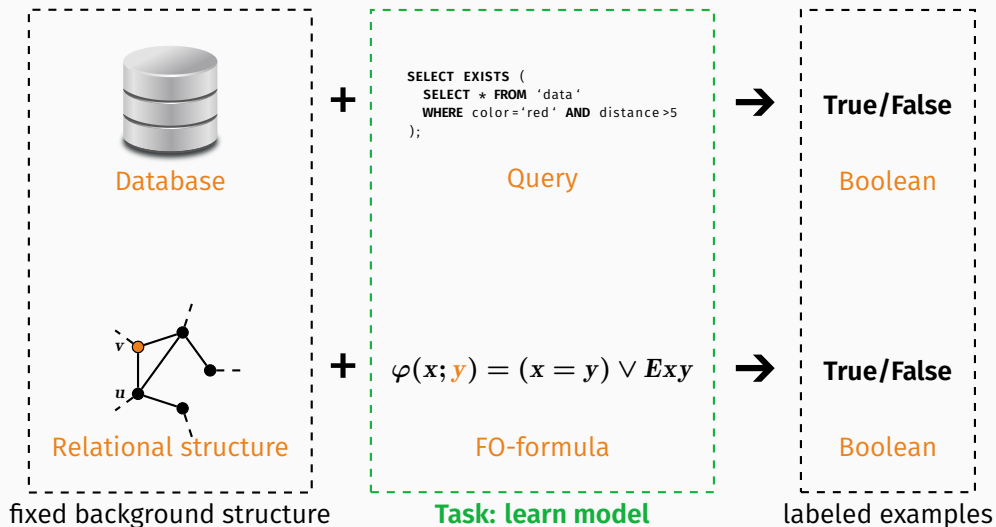 SELECT EXISTS (
SELECT * FROM ‘data‘
WHERE color=‘red‘ AND distance>5
);
+
➔
True/False
Database
Query
Boolean
v
u
+
φ(x; y) = (x = y) ∨ Exy
➔
True/False
Relational structure
FO-formula
Boolean
fixed background structure
Task: learn model
labeled examples